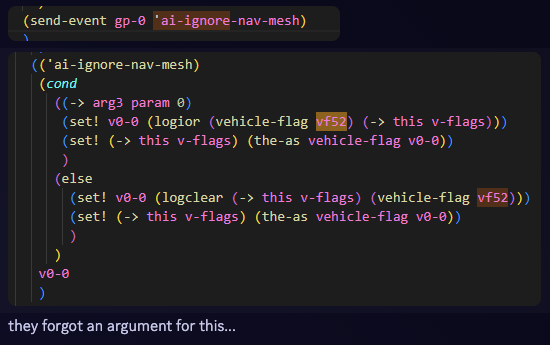 (send-event gp-0 'ai-ignore-nav-mesh)
)
(('ai-ignore-nav-mesh)
(cond
((-> arg3 param 0)
(set! v0-0 (logior (vehicle-flag vf52) (-> this v-flags)))
(set! (-> this v-flags) (the-as vehicle-flag v0-0))
)
(else
(set! v0-0 (logclear (-> this v-flags) (vehicle-flag vf52)))
(set! (-> this v-flags) (the-as vehicle-flag v0-0))
)
)
v0-0
)
they forgot an argument for this...